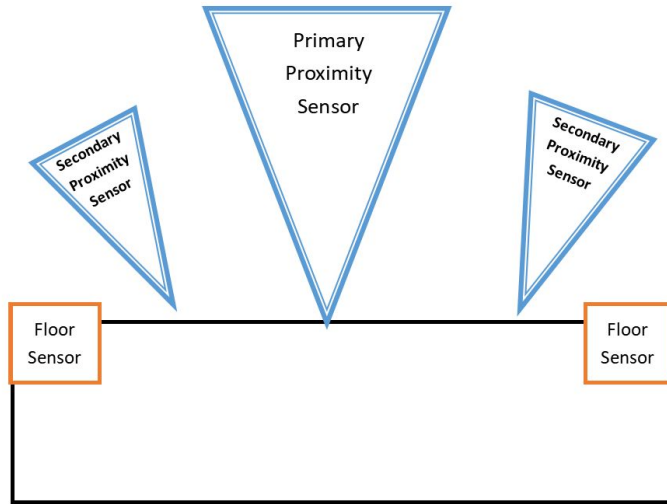 Primary
Proximity
Sensor
Secondary
Proximity
Sensor
Secondary
Proximity
Sensor
Floor
Sensor
Floor
Sensor